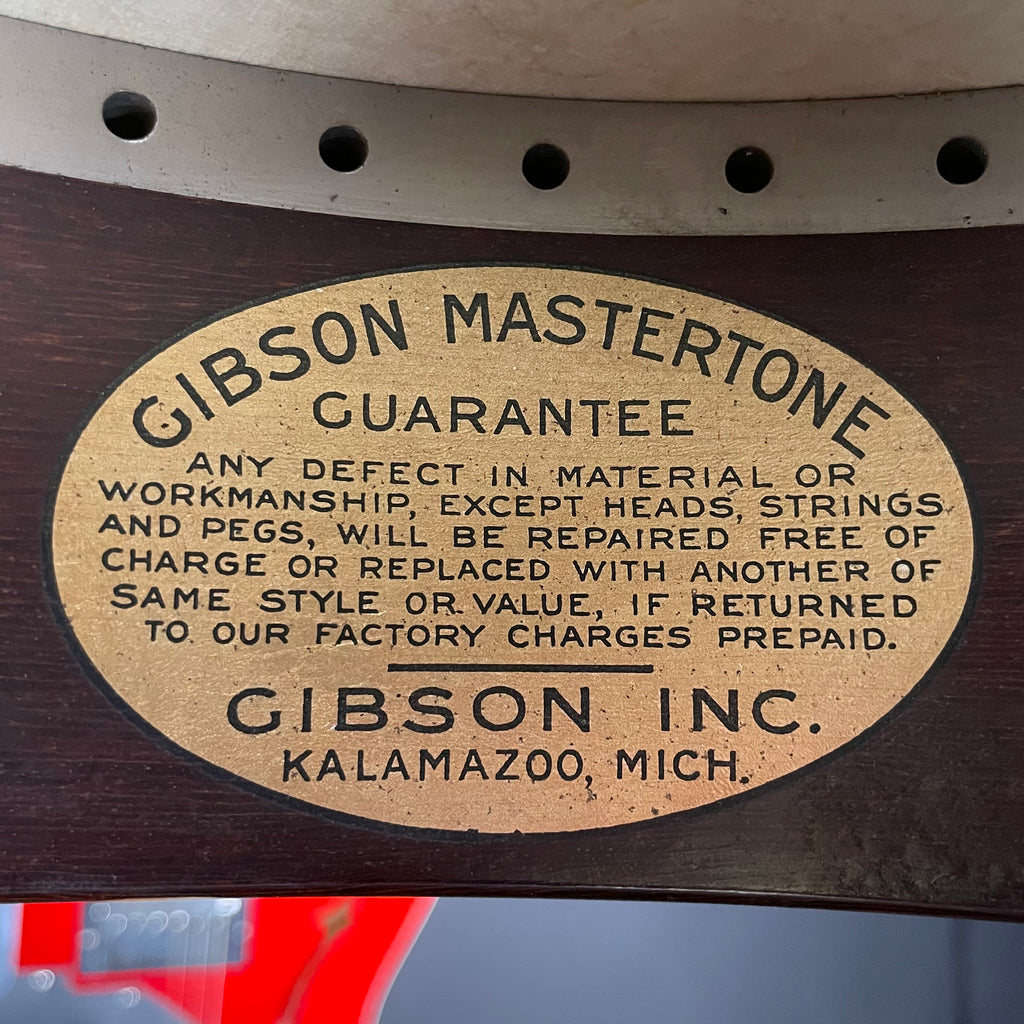 GIBSON MASTERTONE
GUARANTEE
ANY DEFECT IN MATERIAL OR
WORKMANSHIP, EXCEPT HEADS, STRINGS
AND PEGS, WILL BE REPAIRED FREE OF
CHARGE OR REPLACED WITH ANOTHER OF
SAME STYLE OR VALUE, IF RETURNED
TO OUR FACTORY CHARGES PREPAID.
GIBSON INC.
KALAMAZOO, MICH.